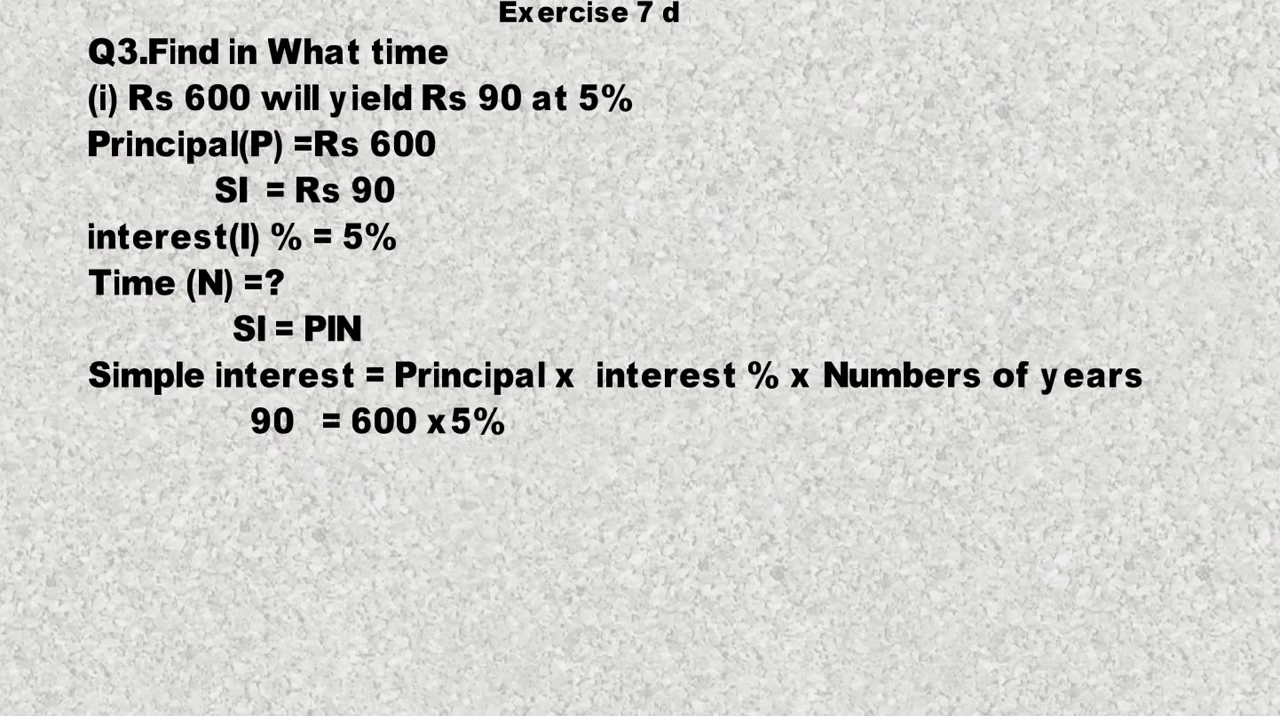 Exercise 7 d
Q3.Find in What time
(i) Rs 600 will yield Rs 90 at 5%
Principal(P) =Rs 600
SI = Rs 90
interest(I) % = 5%
Time (N) =?
SI = PIN
Simple interest = Principal x interest % x Numbers of years
90 = 600 x5%